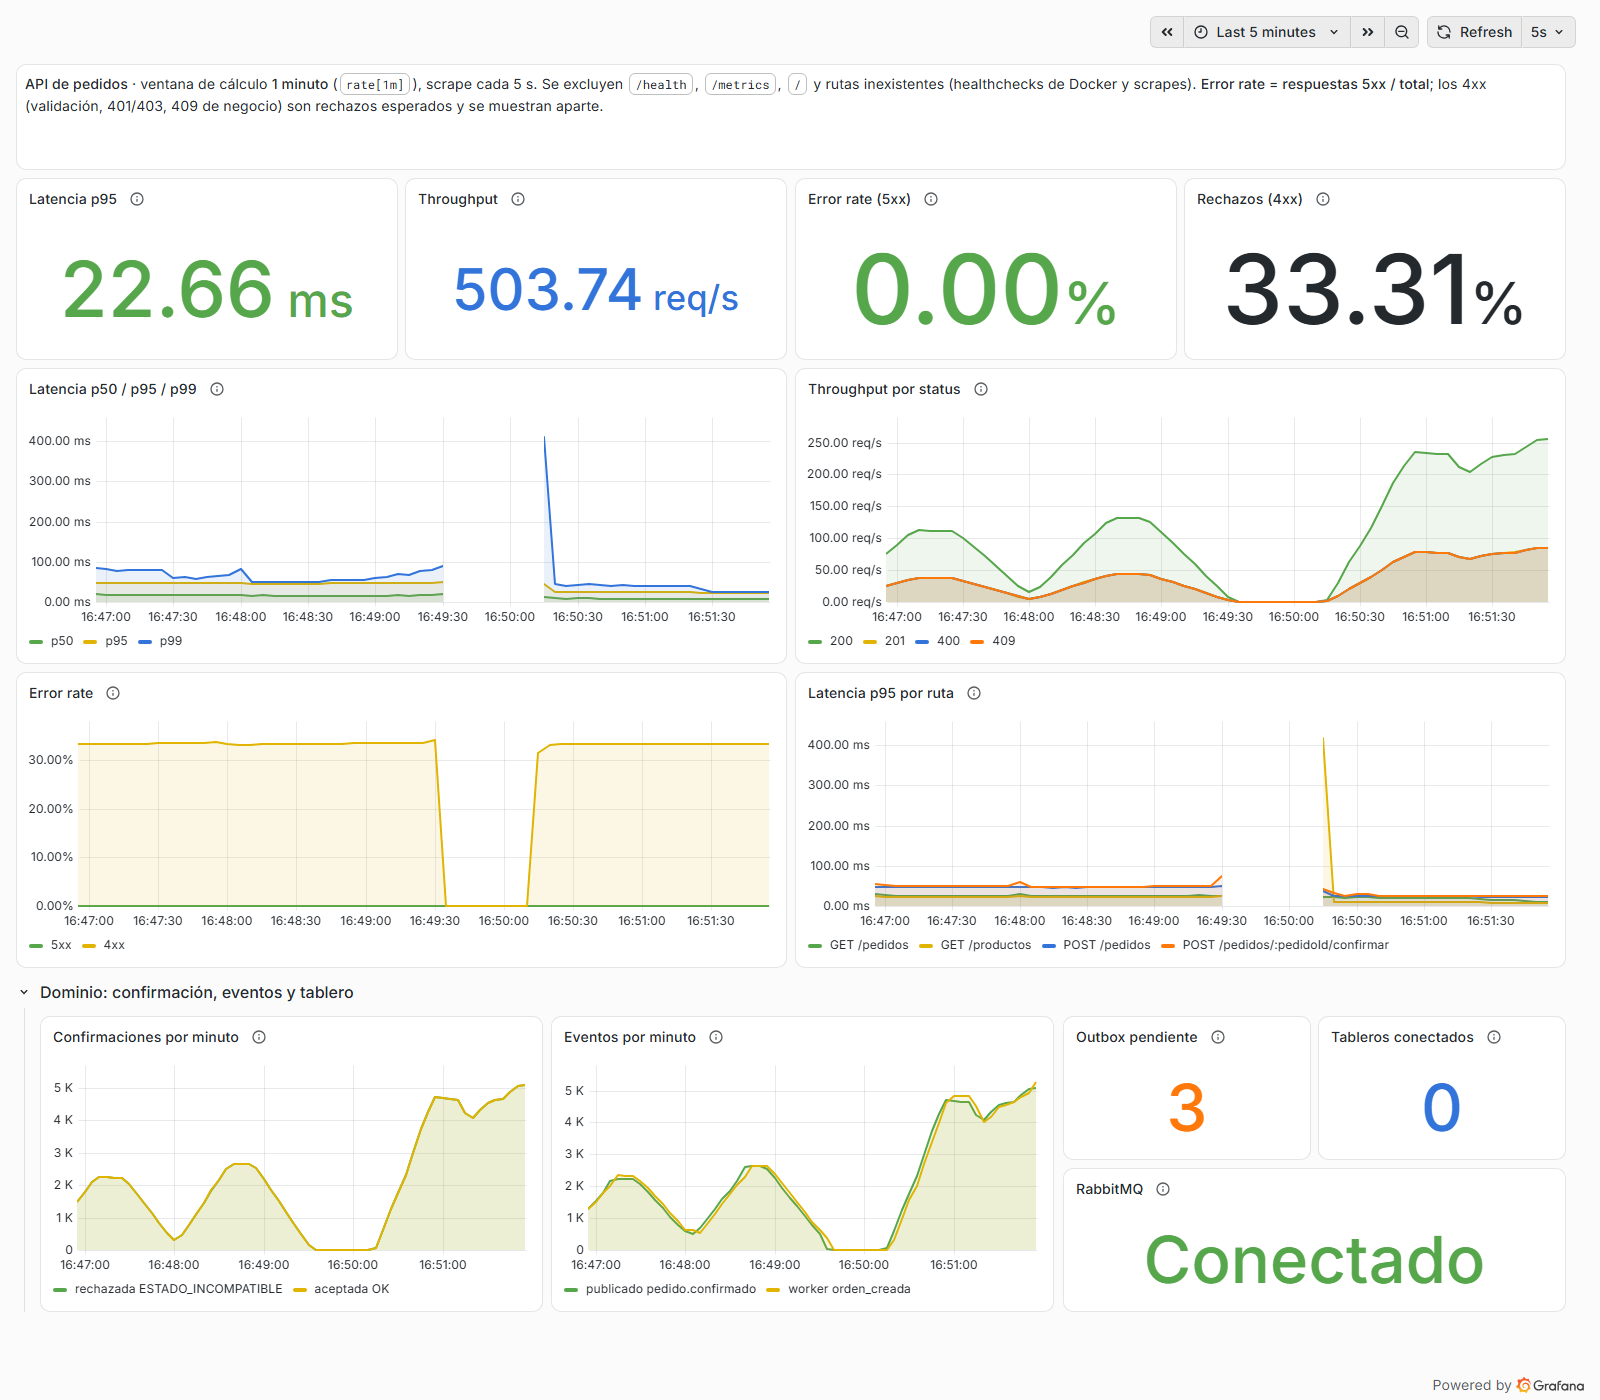 Last 5 minutes
Refresh
5s
API de pedidos · ventana de cálculo 1 minuto ( rate[1m] ), scrape cada 5 s. Se excluyen /health , /metrics , / y rutas inexistentes (healthchecks de Docker y scrapes). Error rate = respuestas 5xx / total; los 4xx
(validación, 401/403, 409 de negocio) son rechazos esperados y se muestran aparte.
Latencia p95
22.66 ms
Throughput
503.74 req/s
Error rate (5xx)
0.00%
Rechazos (4xx)
33.31%
Latencia p50 / p95 / p99
400.00 ms
300.00 ms
200.00 ms
100.00 ms
0.00 ms
16:47:00 16:47:30 16:48:00 16:48:30 16:49:00 16:49:30 16:50:00 16:50:30 16:51:00 16:51:30
p50 p95 p99
Throughput por status
250.00 req/s
200.00 req/s
150.00 req/s
100.00 req/s
50.00 req/s
0.00 req/s
16:47:00 16:47:30 16:48:00 16:48:30 16:49:00 16:49:30 16:50:00 16:50:30 16:51:00 16:51:30
200 201 400 409
Error rate
30.00%
20.00%
10.00%
0.00%
16:47:00 16:47:30 16:48:00 16:48:30 16:49:00 16:49:30 16:50:00 16:50:30 16:51:00 16:51:30
5xx 4xx
Latencia p95 por ruta
400.00 ms
300.00 ms
200.00 ms
100.00 ms
0.00 ms
16:47:00 16:47:30 16:48:00 16:48:30 16:49:00 16:49:30 16:50:00 16:50:30 16:51:00 16:51:30
GET /pedidos GET /productos POST /pedidos POST /pedidos/:pedidoId/confirmar
Dominio: confirmación, eventos y tablero
Confirmaciones por minuto
5 K
4 K
3 K
2 K
1 K
0
16:47:00 16:48:00 16:49:00 16:50:00 16:51:00
rechazada ESTADO_INCOMPATIBLE aceptada OK
Eventos por minuto
5 K
4 K
3 K
2 K
1 K
0
16:47:00 16:48:00 16:49:00 16:50:00 16:51:00
publicado pedido.confirmado worker orden_creada
Outbox pendiente
3
Tableros conectados
0
RabbitMQ
Conectado
Powered by Grafana